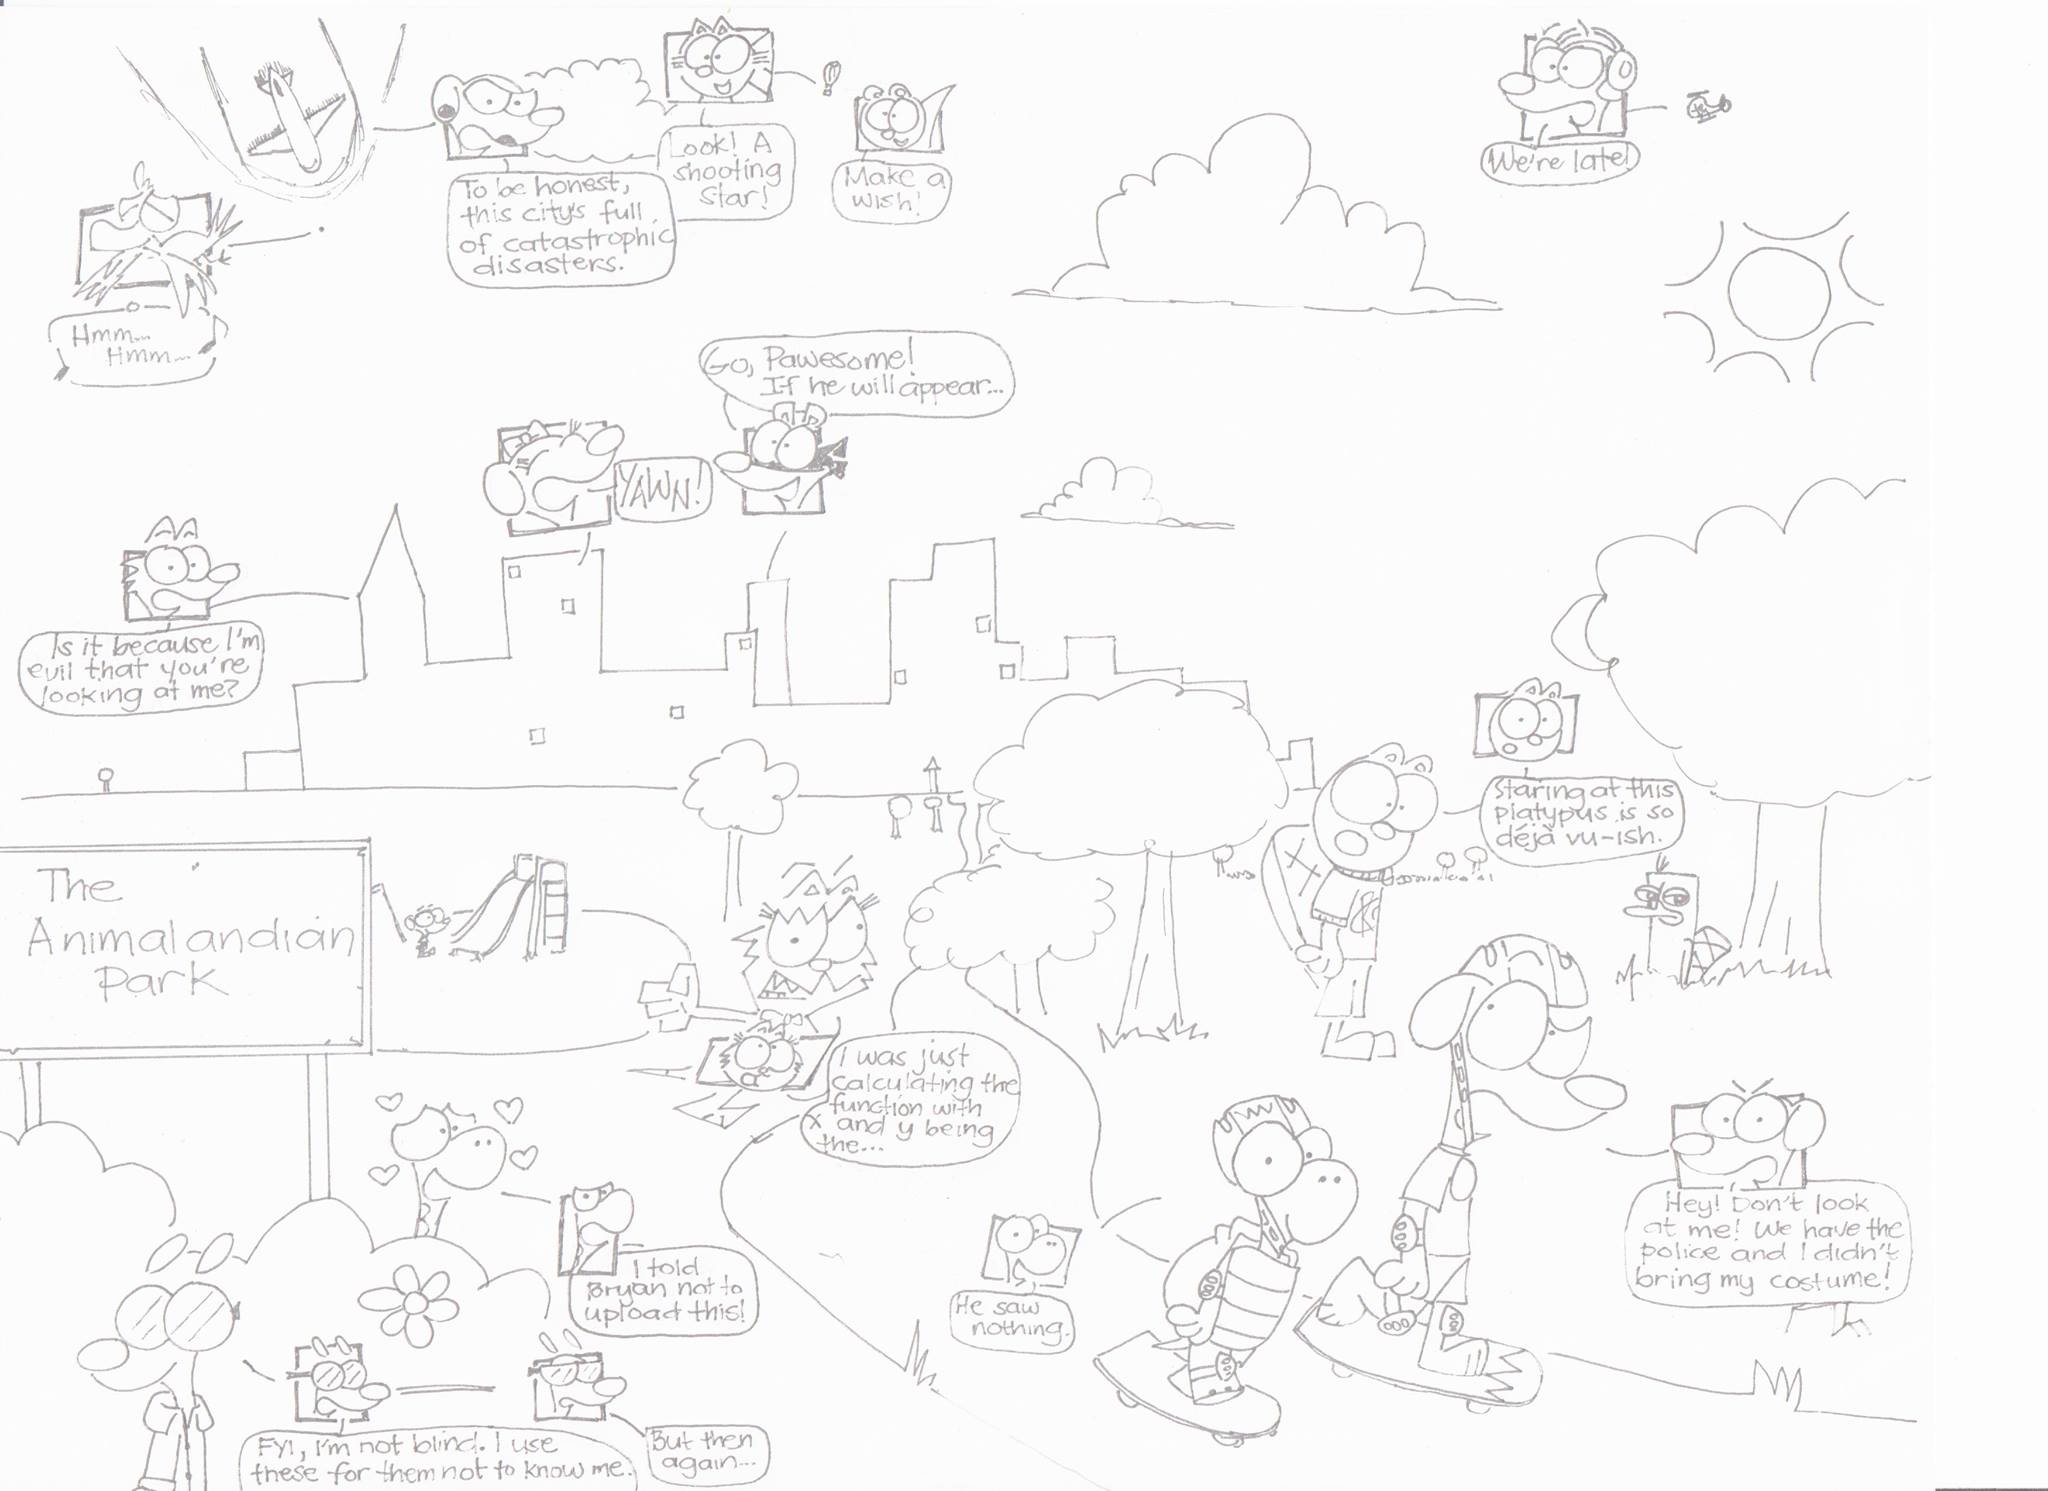 To be honest,
this city's full
of catastrophic
disasters.
Look! A
shooting
star!
Make a
wish!
We're late!
Hmm...
Hmm...
Go, Pawesome!
If he will appear...
YAWN!
Is it because I'm
evil that you're
looking at me?
Staring at this
platypus is so
déjà vu-ish.
The
Animalandian
Park
I was just
calculating the
function with
x and y being
the...
Hey! Don't look
at me! We have the
police and I didn't
bring my costume!
I told
Bryan not to
upload this!
He saw
nothing.
FYI, I'm not blind. I use
these for them not to know me.
But then
again...